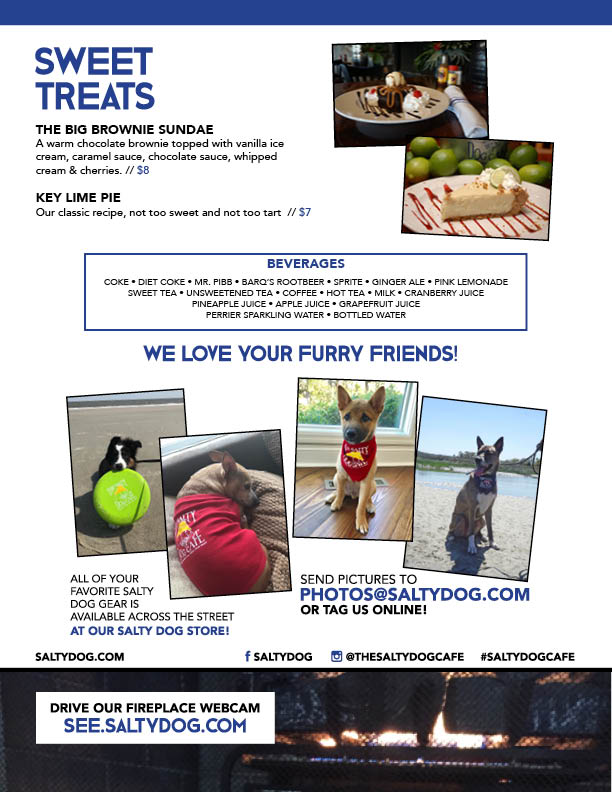 SWEET
TREATS
THE BIG BROWNIE SUNDAE
A warm chocolate brownie topped with vanilla ice
cream, caramel sauce, chocolate sauce, whipped
cream & cherries. // $8
KEY LIME PIE
Our classic recipe, not too sweet and not too tart // $7
BEVERAGES
COKE • DIET COKE • MR. PIBB • BARQ'S ROOTBEER • SPRITE • GINGER ALE • PINK LEMONADE
SWEET TEA • UNSWEETENED TEA • COFFEE • HOT TEA • MILK • CRANBERRY JUICE
PINEAPPLE JUICE • APPLE JUICE • GRAPEFRUIT JUICE
PERRIER SPARKLING WATER • BOTTLED WATER
WE LOVE YOUR FURRY FRIENDS!
ALL OF YOUR
FAVORITE SALTY
DOG GEAR IS
AVAILABLE ACROSS THE STREET
AT OUR SALTY DOG STORE!
SEND PICTURES TO
PHOTOS@SALTYDOG.COM
OR TAG US ONLINE!
SALTYDOG.COM
f SALTYDOG
@THESALTYDOGCAFE
#SALTYDOGCAFE
DRIVE OUR FIREPLACE WEBCAM
SEE.SALTYDOG.COM